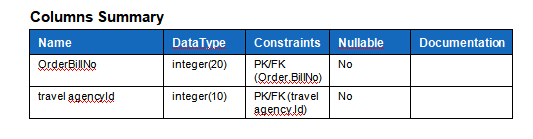 Columns Summary
Name DataType Constraints Nullable Documentation
OrderBillNo integer(20) PK/FK No
(Order.BillNo)
travel agencyId integer(10) PK/FK (travel No
agency.Id)